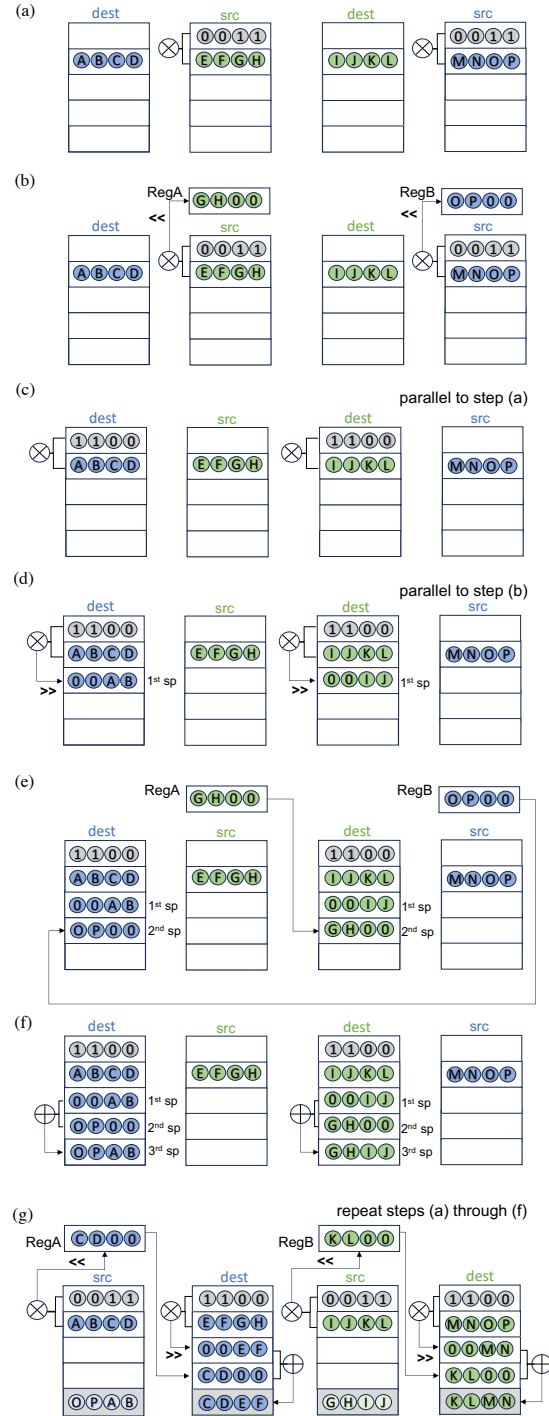 (a)
dest src dest src
0 0 1 1 0 0 1 1
A B C D E F G H I J K L M N O P
(b)
RegA G H 0 0 RegB O P 0 0
<< <<
dest src dest src
0 0 1 1 0 0 1 1
A B C D E F G H I J K L M N O P
(c) parallel to step (a)
dest src dest src
1 1 0 0 1 1 0 0
A B C D E F G H I J K L M N O P
(d) parallel to step (b)
dest src dest src
1 1 0 0 1 1 0 0
A B C D E F G H I J K L M N O P
>> 0 0 A B 1st sp >> 0 0 I J 1st sp
(e)
RegA G H 0 0 RegB O P 0 0
dest src dest src
1 1 0 0 1 1 0 0
A B C D E F G H I J K L M N O P
0 0 A B 1st sp 0 0 I J 1st sp
O P 0 0 2nd sp G H 0 0 2nd sp
(f)
dest src dest src
1 1 0 0 1 1 0 0
A B C D E F G H I J K L M N O P
0 0 A B 1st sp 0 0 I J 1st sp
O P 0 0 2nd sp G H 0 0 2nd sp
O P A B 3rd sp G H I J 3rd sp
(g) repeat steps (a) through (f)
RegA C D 0 0 RegB K L 0 0
<< <<
src dest src dest
0 0 1 1 1 1 0 0 0 0 1 1 1 1 0 0
A B C D E F G H I J K L M N O P
>> 0 0 E F >> 0 0 M N
C D 0 0 K L 0 0
O P A B C D E F G H I J K L M N